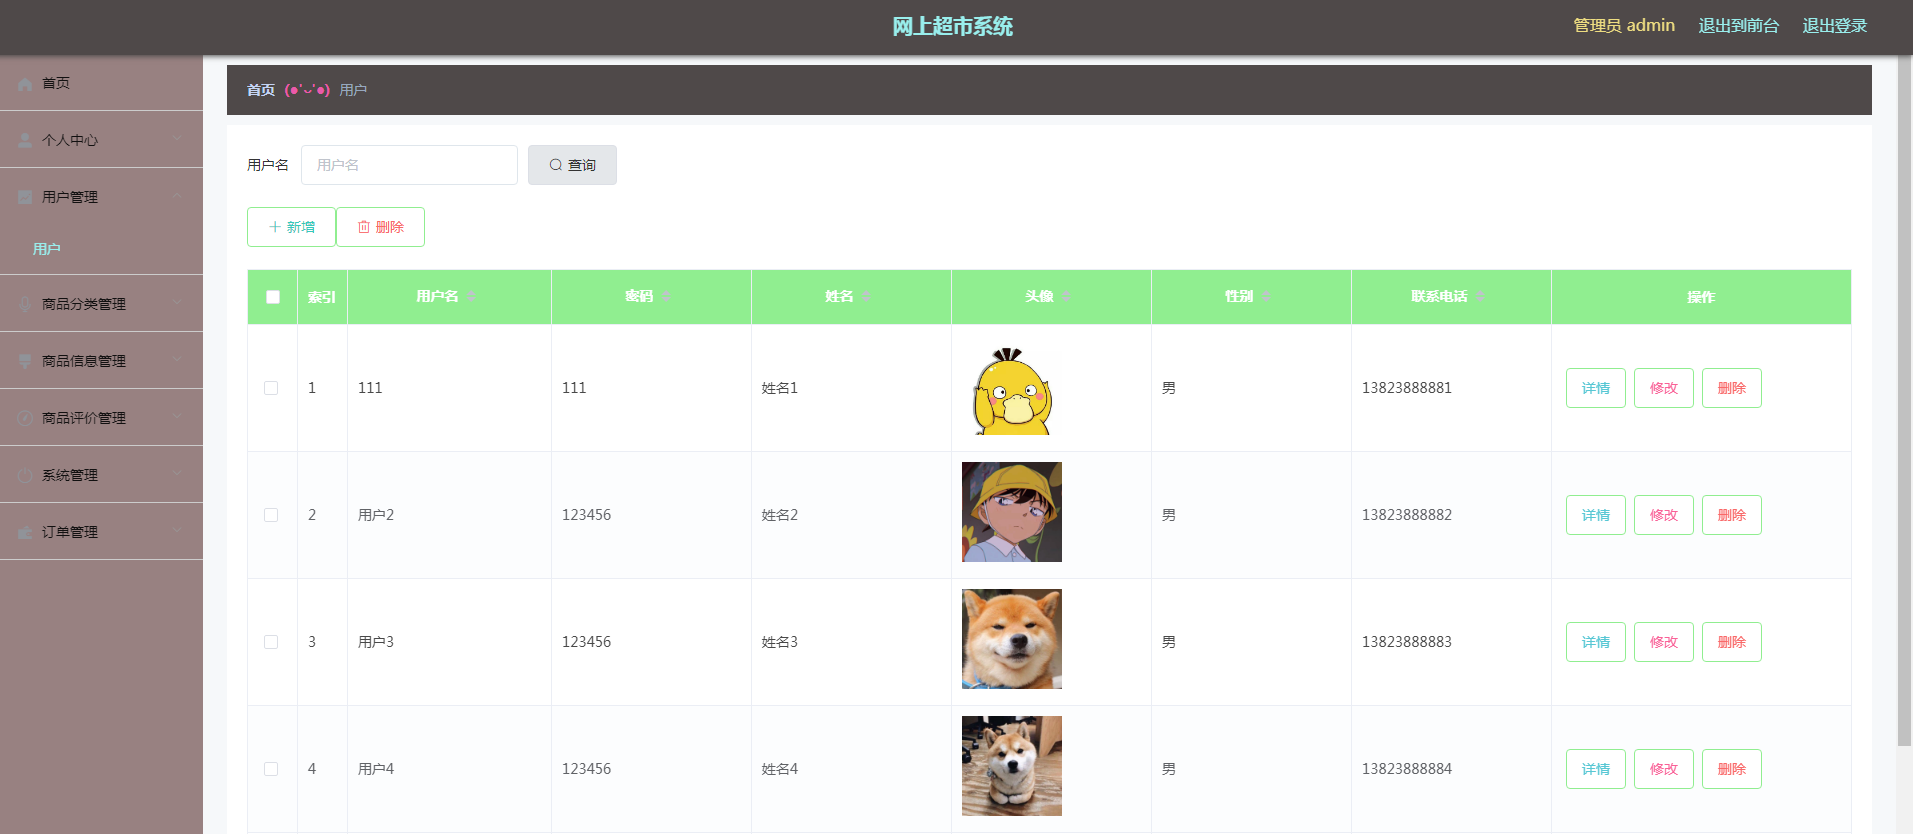 网上超市系统
管理员 admin 退出到前台 退出登录
首页
个人中心
用户管理
用户
商品分类管理
商品信息管理
商品评价管理
系统管理
订单管理
首页 (●'◡'●) 用户
用户名 用户名 查询
新增 删除
索引 用户名 密码 姓名 头像 性别 联系电话 操作
1 111 111 姓名1 男 13823888881 详情 修改 删除
2 用户2 123456 姓名2 男 13823888882 详情 修改 删除
3 用户3 123456 姓名3 男 13823888883 详情 修改 删除
4 用户4 123456 姓名4 男 13823888884 详情 修改 删除